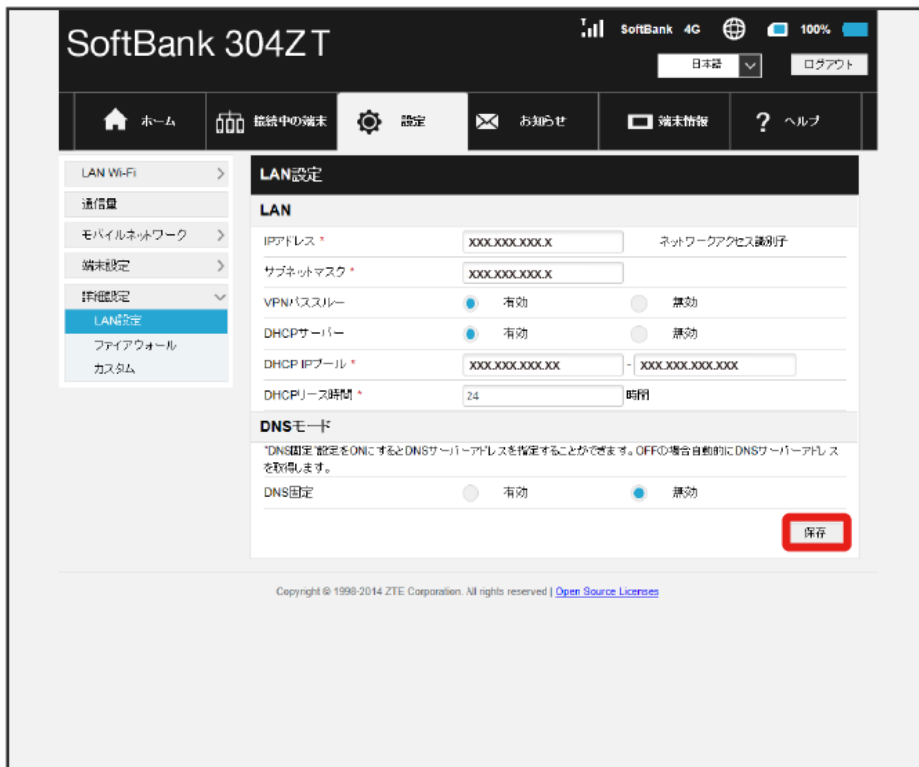 SoftBank 304ZT
SoftBank 4G 100%
日本語 ログアウト
ホーム 接続中の端末 設定 お知らせ 端末情報 ? ヘルプ
LAN Wi-Fi
通信量
モバイルネットワーク
端末設定
詳細設定
LAN設定
ファイアウォール
カスタム
LAN設定
LAN
IPアドレス * XXX.XXX.XXX.X ネットワークアクセス識別子
サブネットマスク * XXX.XXX.XXX.X
VPNパススルー 有効 無効
DHCPサーバー 有効 無効
DHCP IPプール * XXX.XXX.XXX.XX - XXX.XXX.XXX.XXX
DHCPリース時間 * 24 時間
DNSモード
"DNS固定"設定をONにするとDNSサーバーアドレスを指定することができます。OFFの場合自動的にDNSサーバーアドレス
を取得します。
DNS固定 有効 無効
保存
Copyright © 1998-2014 ZTE Corporation. All rights reserved | Open Source Licenses